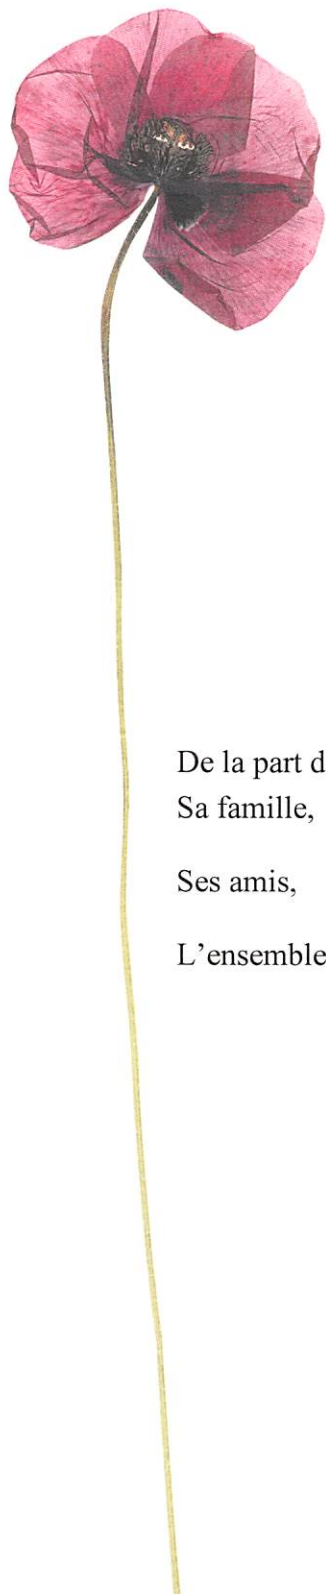 De la part d
Sa famille,
Ses amis,
L’ensemble